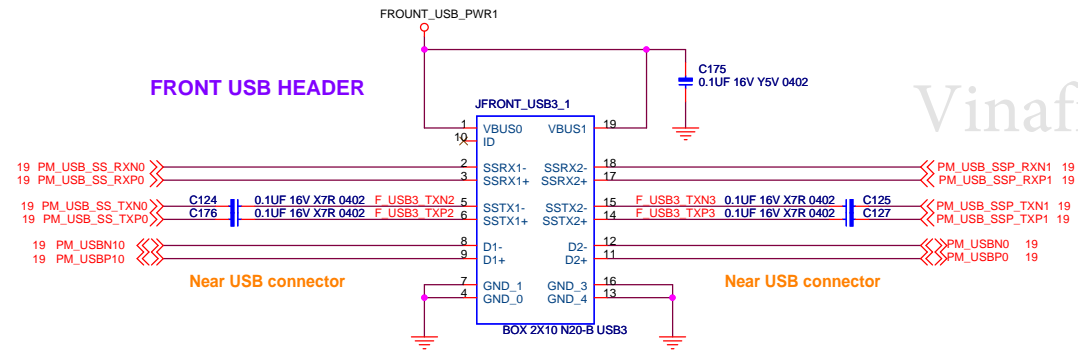 FROUNT_USB_PWR1
FRONT USB HEADER
C175
0.1UF 16V Y5V 0402
Vinaf
JFRONT_USB3_1
1 VBUS0 VBUS1 19
10 ID
19 PM_USB_SS_RXN0 2 SSRX1- SSRX2- 18 PM_USB_SSP_RXN1 19
19 PM_USB_SS_RXP0 3 SSRX1+ SSRX2+ 17 PM_USB_SSP_RXP1 19
19 PM_USB_SS_TXN0 C124 0.1UF 16V X7R 0402 F_USB3_TXN2 5 SSTX1- SSTX2- 15 F_USB3_TXN3 0.1UF 16V X7R 0402 C125 PM_USB_SSP_TXN1 19
19 PM_USB_SS_TXP0 C176 0.1UF 16V X7R 0402 F_USB3_TXP2 6 SSTX1+ SSTX2+ 14 F_USB3_TXP3 0.1UF 16V X7R 0402 C127 PM_USB_SSP_TXP1 19
19 PM_USBN10 8 D1- D2- 12 PM_USBN0 19
19 PM_USBP10 9 D1+ D2+ 11 PM_USBP0 19
Near USB connector Near USB connector
7 GND_1 GND_3 16
4 GND_0 GND_4 13
BOX 2X10 N20-B USB3